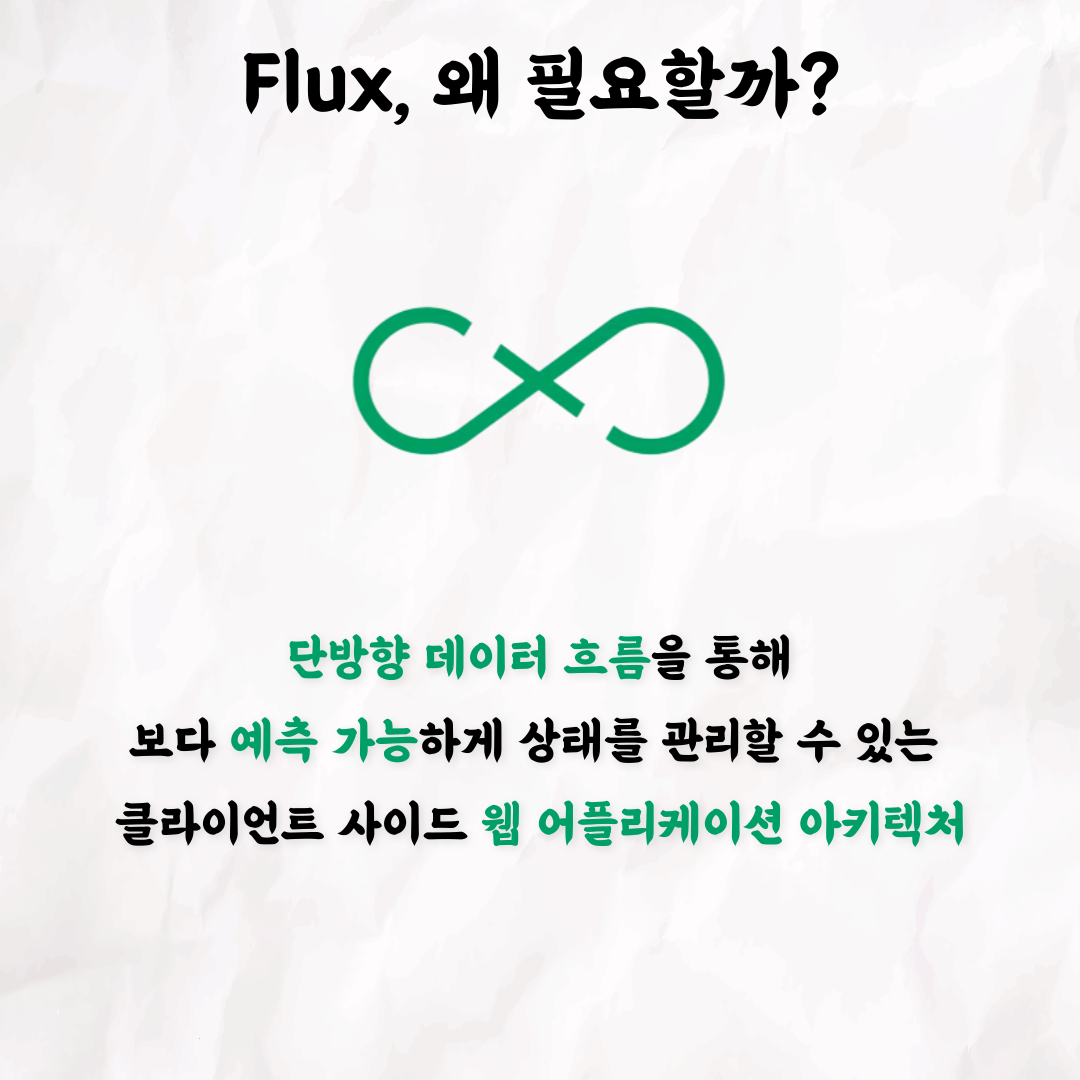 Flux, 왜 필요할까?
단방향 데이터 흐름을 통해
보다 예측 가능하게 상태를 관리할 수 있는
클라이언트 사이드 웹 어플리케이션 아키텍처